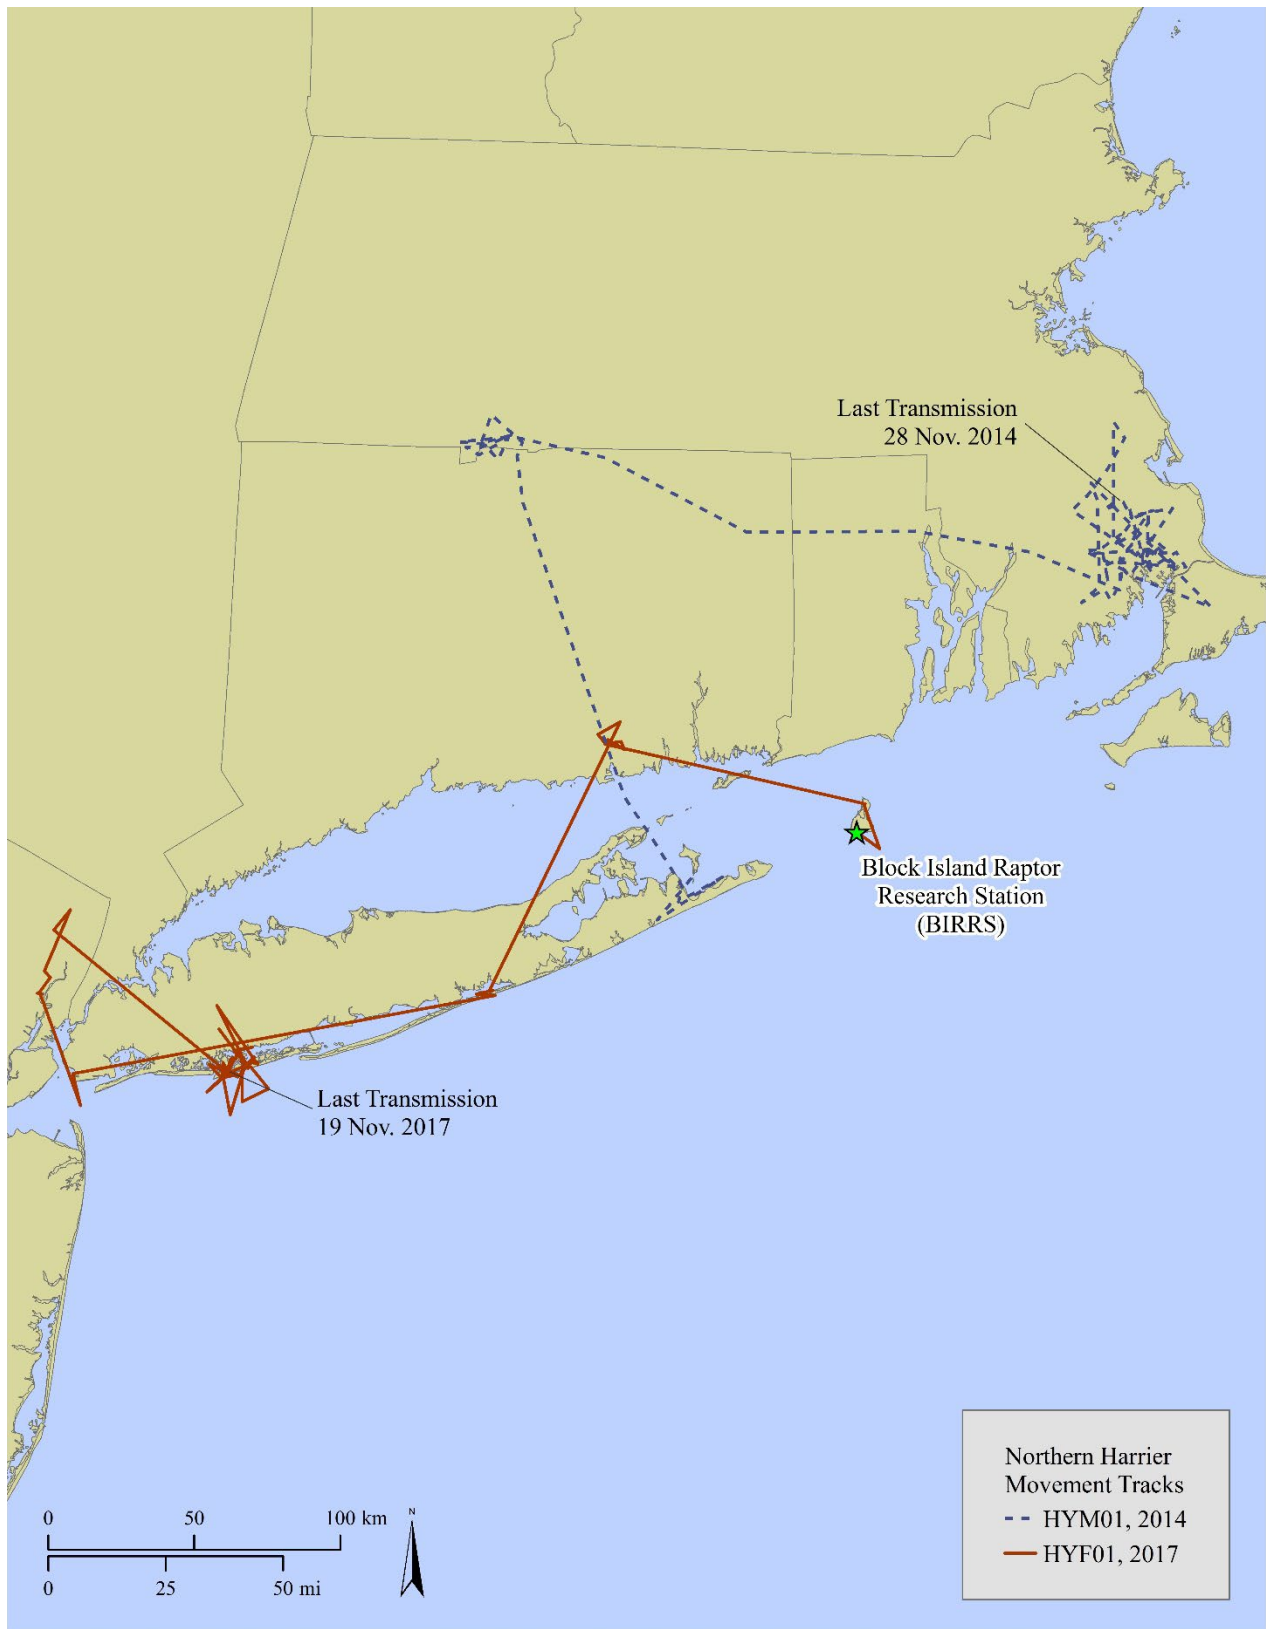 Last Transmission
28 Nov. 2014
Block Island Raptor
Research Station
(BIRRS)
Last Transmission
19 Nov. 2017
Northern Harrier
Movement Tracks
HYM01, 2014
HYF01, 2017
0 50 100 km
0 25 50 mi
N